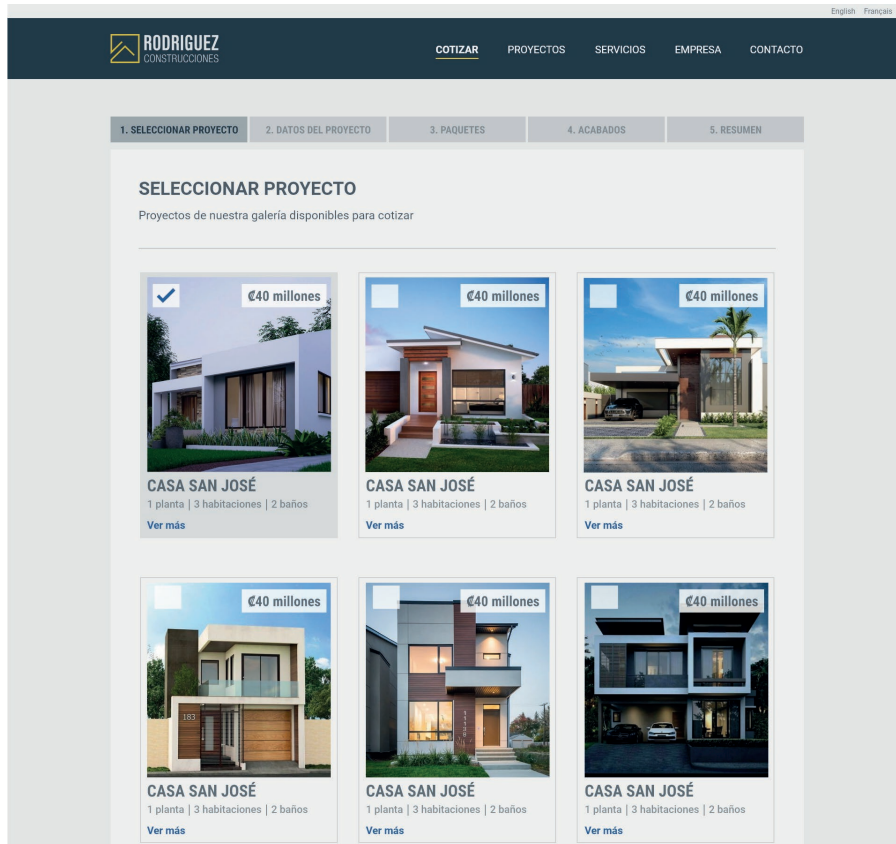 English Français
RODRIGUEZ
CONSTRUCCIONES
COTIZAR PROYECTOS SERVICIOS EMPRESA CONTACTO
1. SELECCIONAR PROYECTO 2. DATOS DEL PROYECTO 3. PAQUETES 4. ACABADOS 5. RESUMEN
SELECCIONAR PROYECTO
Proyectos de nuestra galería disponibles para cotizar
₡40 millones ₡40 millones ₡40 millones
CASA SAN JOSÉ CASA SAN JOSÉ CASA SAN JOSÉ
1 planta | 3 habitaciones | 2 baños 1 planta | 3 habitaciones | 2 baños 1 planta | 3 habitaciones | 2 baños
Ver más Ver más Ver más
₡40 millones ₡40 millones ₡40 millones
183
11136
CASA SAN JOSÉ CASA SAN JOSÉ CASA SAN JOSÉ
1 planta | 3 habitaciones | 2 baños 1 planta | 3 habitaciones | 2 baños 1 planta | 3 habitaciones | 2 baños
Ver más Ver más Ver más